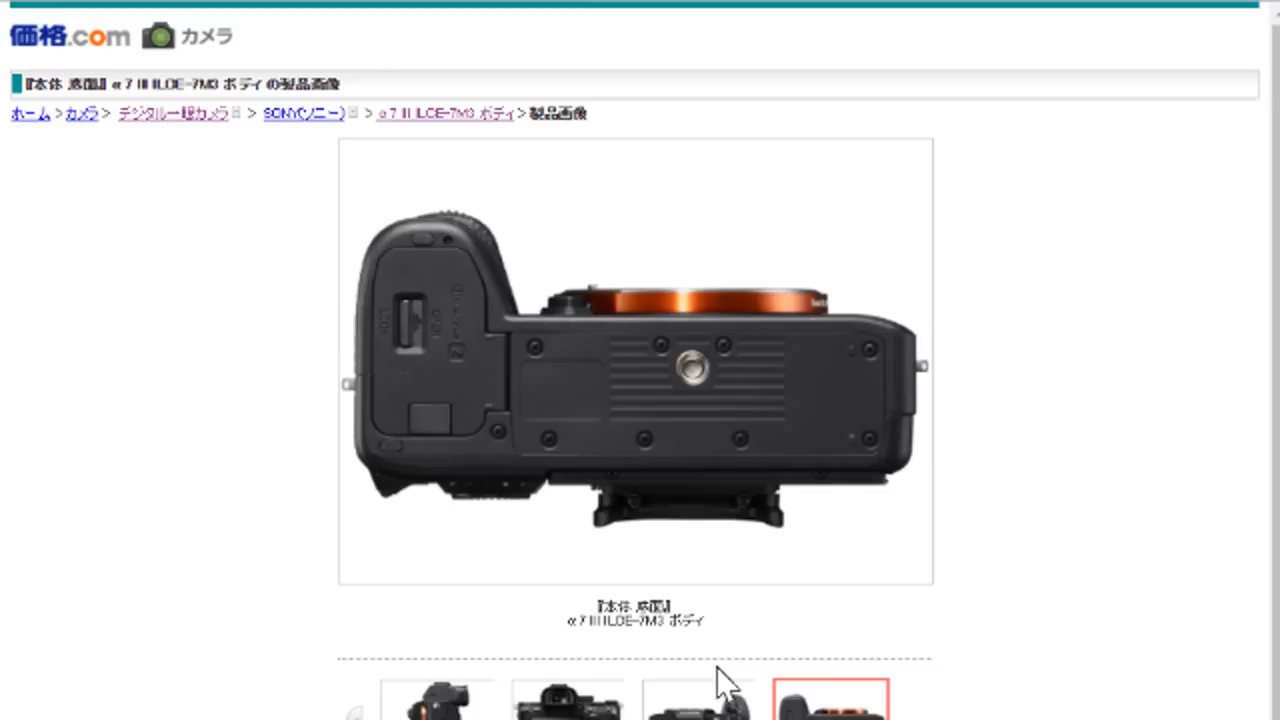 価格.com カメラ
『本体 底面』 α7 III ILCE-7M3 ボディ の製品画像
ホーム > カメラ > デジタル一眼カメラ > SONY(ソニー) > α7 III ILCE-7M3 ボディ > 製品画像
『本体 底面』
α7 III ILCE-7M3 ボディ